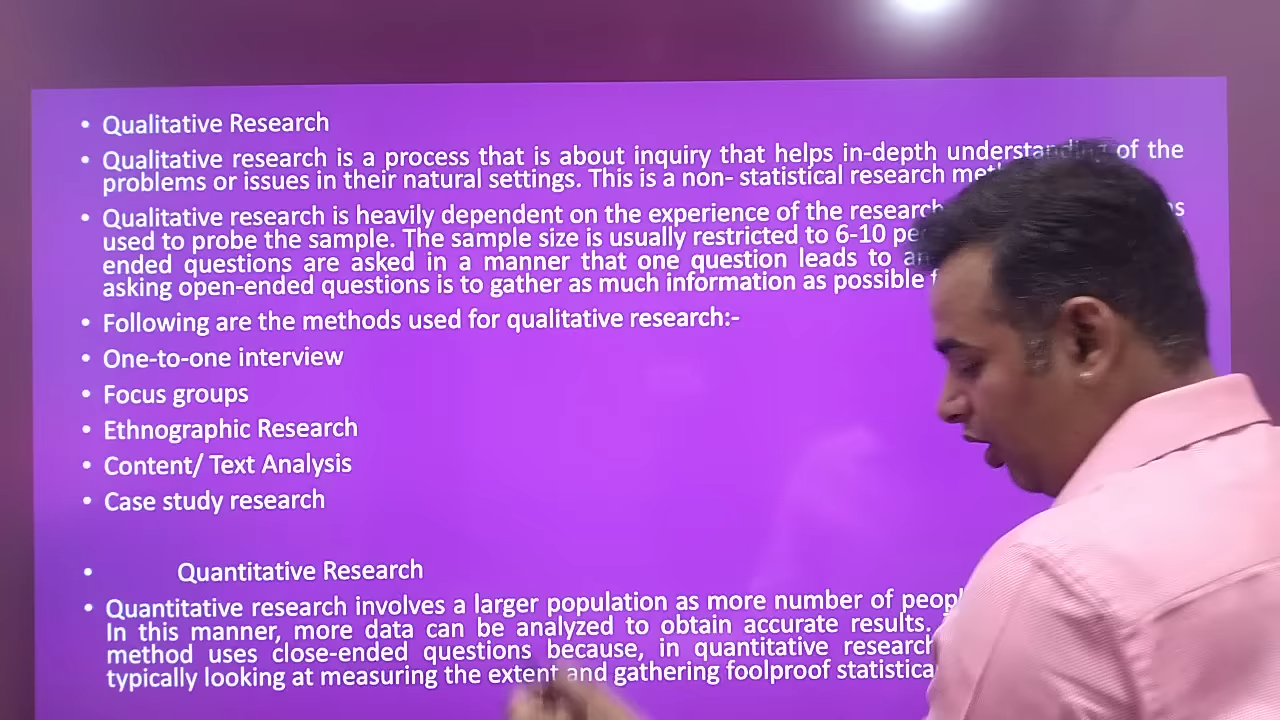 • Qualitative Research
• Qualitative research is a process that is about inquiry that helps in-depth understanding of the
problems or issues in their natural settings. This is a non- statistical research
• Qualitative research is heavily dependent on the experience of the
used to probe the sample. The sample size is usually restricted to 6-10
ended questions are asked in a manner that one question leads to
asking open-ended questions is to gather as much information as possible
• Following are the methods used for qualitative research:-
• One-to-one interview
• Focus groups
• Ethnographic Research
• Content/ Text Analysis
• Case study research
• Quantitative Research
• Quantitative research involves a larger population as more number of
In this manner, more data can be analyzed to obtain accurate results.
method uses close-ended questions because, in quantitative research
typically looking at measuring the extent and gathering foolproof